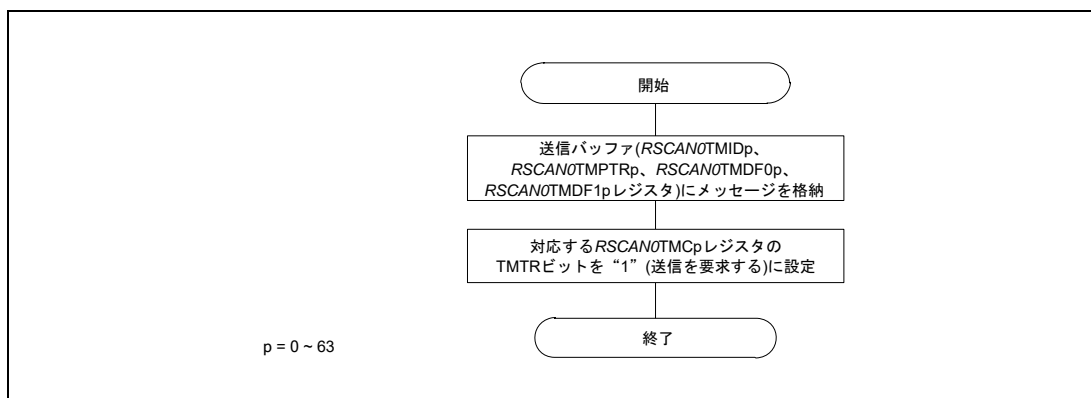 開始
送信バッファ(RSCAN0TMIDp、
RSCAN0TMPTRp、RSCAN0TMDF0p、
RSCAN0TMDF1pレジスタ)にメッセージを格納
対応するRSCAN0TMCpレジスタの
TMTRビットを“1”(送信を要求する)に設定
終了
p = 0 ~ 63